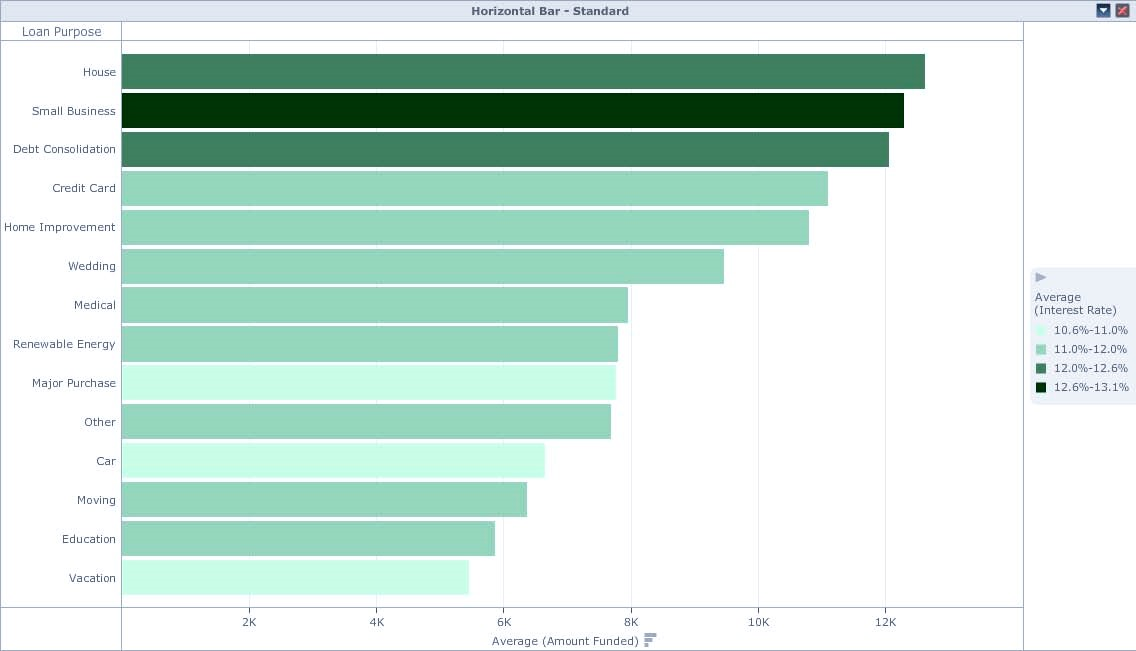 Horizontal Bar - Standard
Loan Purpose
House
Small Business
Debt Consolidation
Credit Card
Home Improvement
Wedding
Medical
Renewable Energy
Major Purchase
Other
Car
Moving
Education
Vacation
2K 4K 6K 8K 10K 12K
Average (Amount Funded)
Average
(Interest Rate)
10.6%-11.0%
11.0%-12.0%
12.0%-12.6%
12.6%-13.1%